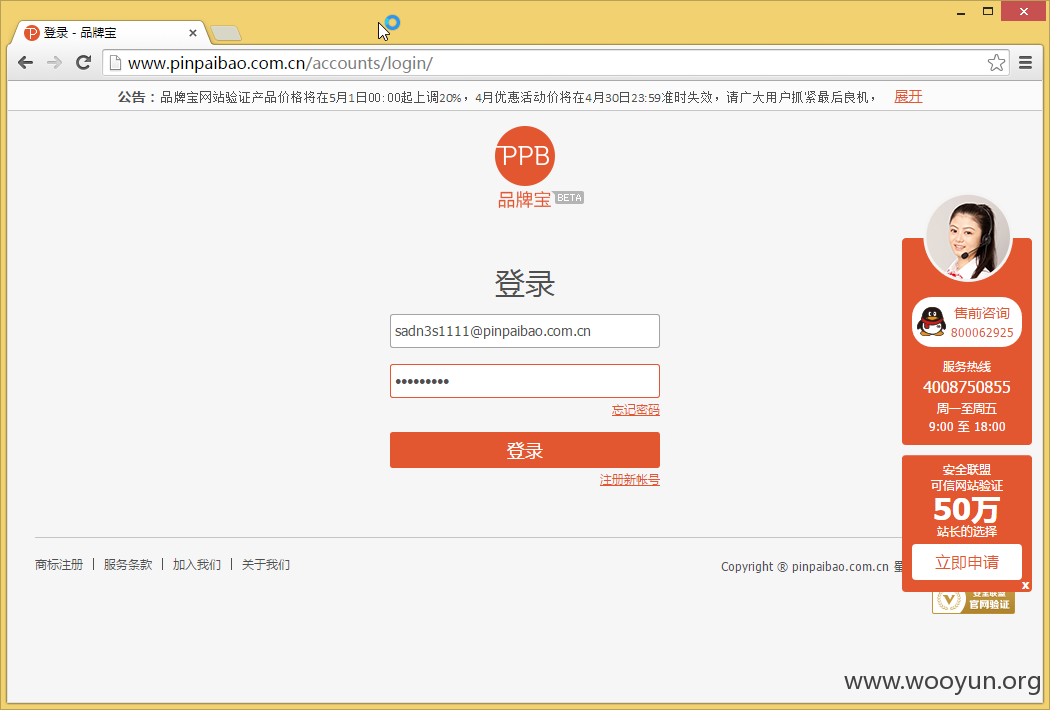 登录 - 品牌宝
www.pinpaibao.com.cn/accounts/login/
公告：品牌宝网站验证产品价格将在5月1日00:00起上调20%，4月优惠活动价将在4月30日23:59准时失效，请广大用户抓紧最后良机， 展开
PPB
品牌宝 BETA
登录
sadn3s1111@pinpaibao.com.cn
•••••••••
忘记密码
登录
注册新帐号
售前咨询
800062925
服务热线
4008750855
周一至周五
9:00 至 18:00
安全联盟
可信网站验证
50万
站长的选择
立即申请
x
商标注册 | 服务条款 | 加入我们 | 关于我们
Copyright ® pinpaibao.com.cn
安全联盟
官网验证
www.wooyun.org